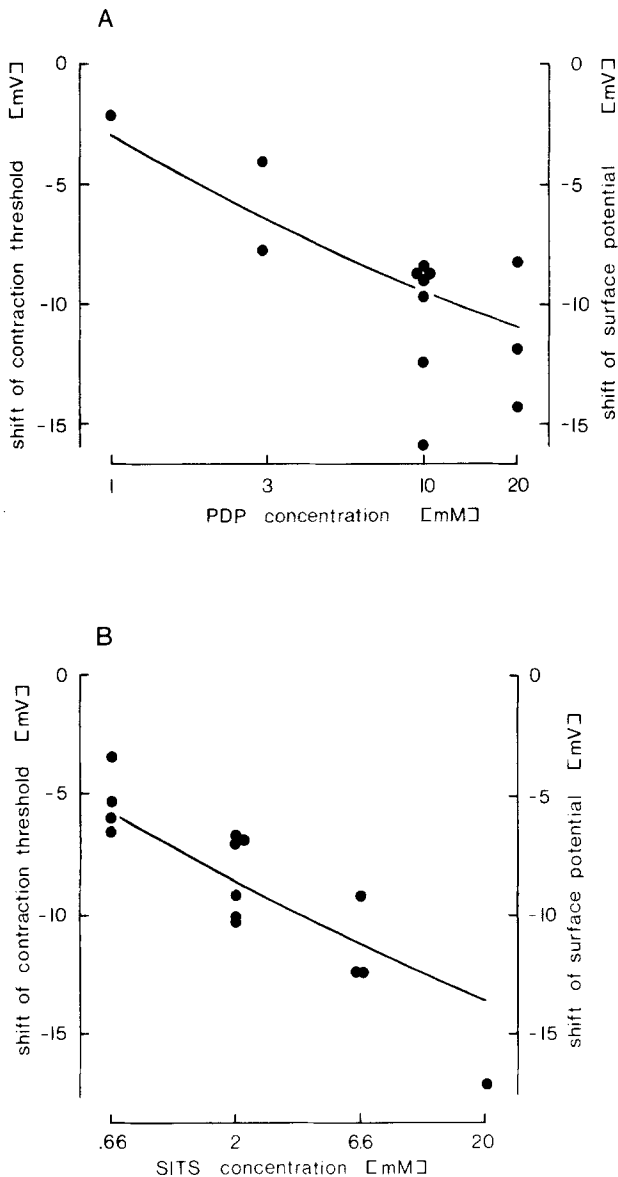 A
shift of contraction threshold [mV]
0
-5
-10
-15
shift of surface potential [mV]
0
-5
-10
-15
1 3 10 20
PDP concentration [mM]
B
shift of contraction threshold [mV]
0
-5
-10
-15
shift of surface potential [mV]
0
-5
-10
-15
.66 2 6.6 20
SITS concentration [mM]